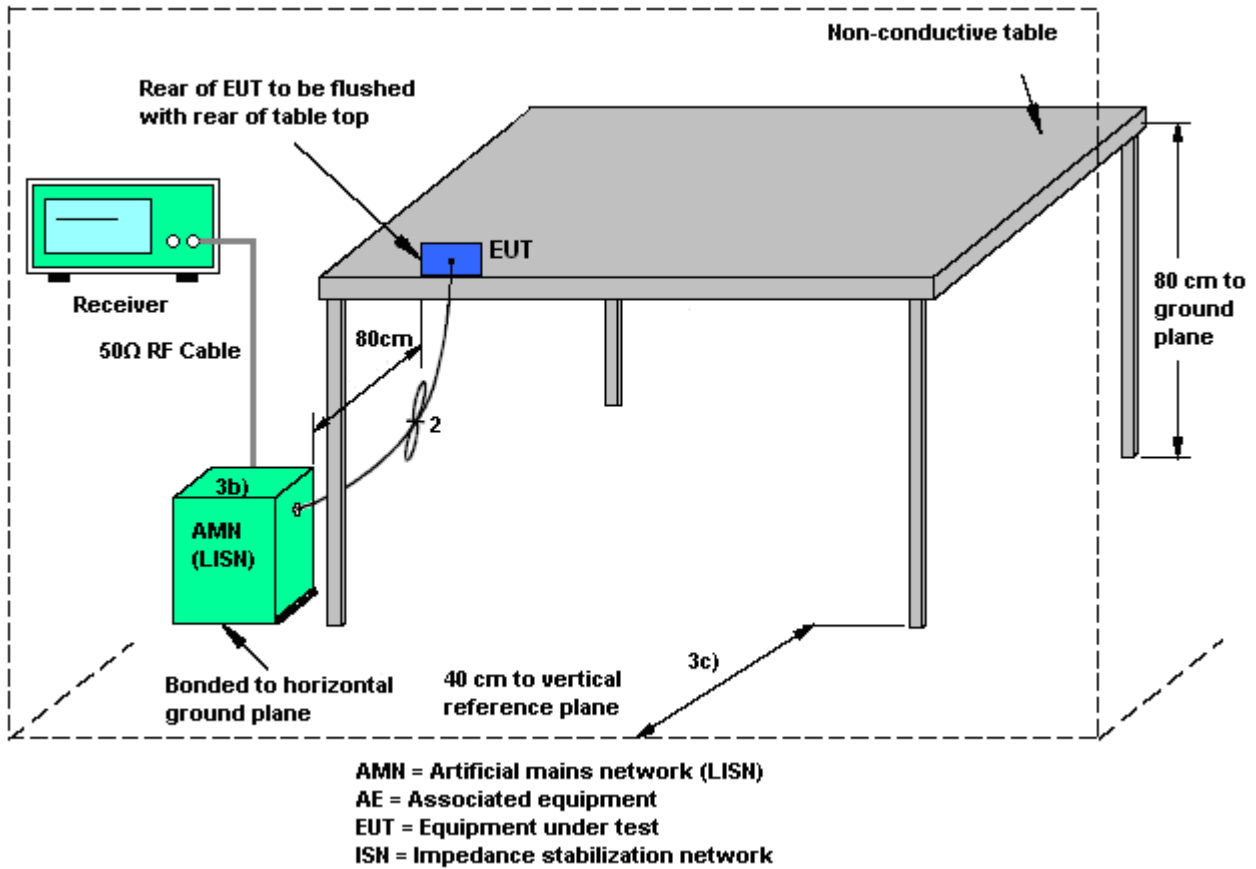 Non-conductive table
Rear of EUT to be flushed
with rear of table top
EUT
Receiver
80 cm to
ground
plane
80cm
50Ω RF Cable
2
3b)
AMN
(LISN)
3c)
Bonded to horizontal
ground plane
40 cm to vertical
reference plane
AMN = Artificial mains network (LISN)
AE = Associated equipment
EUT = Equipment under test
ISN = Impedance stabilization network